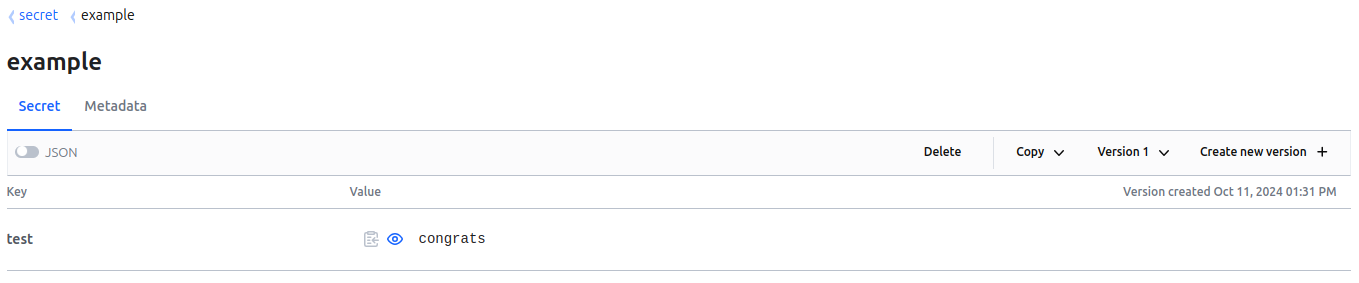 secret example
example
Secret Metadata
JSON Delete Copy Version 1 Create new version +
Key Value Version created Oct 11, 2024 01:31 PM
test congrats